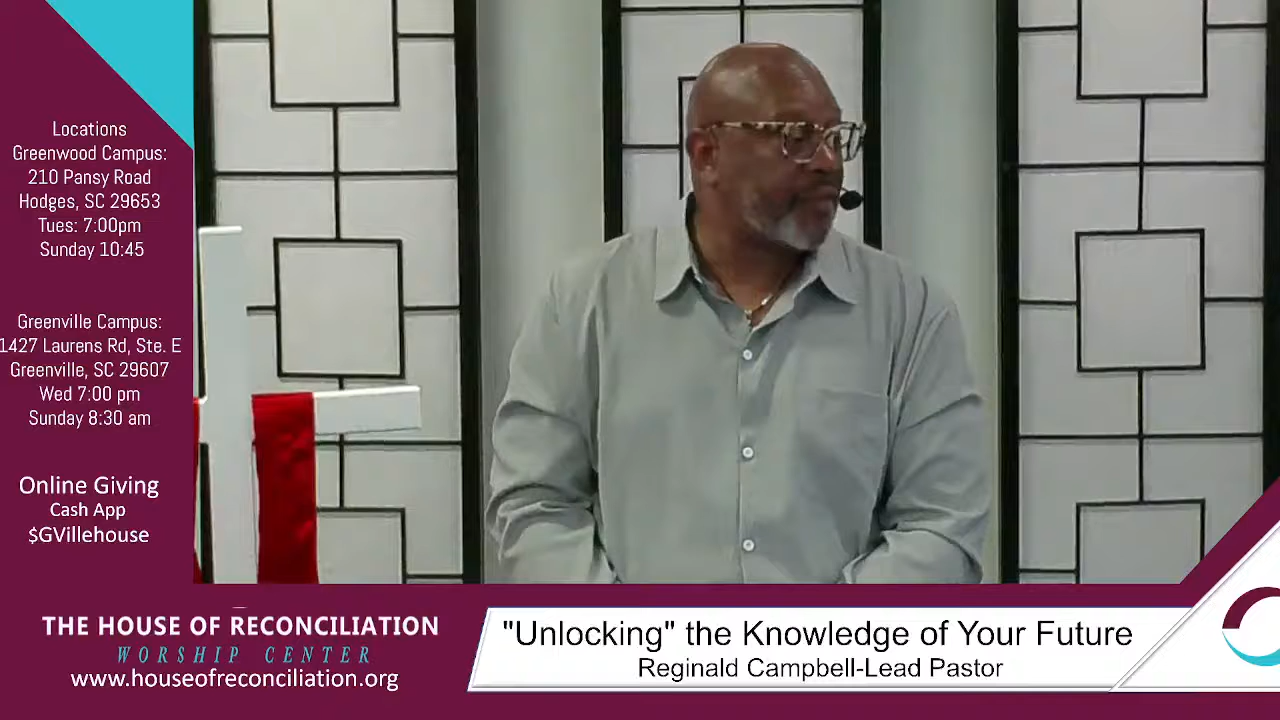 Locations
Greenwood Campus:
210 Pansy Road
Hodges, SC 29653
Tues: 7:00pm
Sunday 10:45
Greenville Campus:
1427 Laurens Rd, Ste. E
Greenville, SC 29607
Wed 7:00 pm
Sunday 8:30 am
Online Giving
Cash App
$GVillehouse
THE HOUSE OF RECONCILIATION
WORSHIP CENTER
www.houseofreconciliation.org
"Unlocking" the Knowledge of Your Future
Reginald Campbell-Lead Pastor